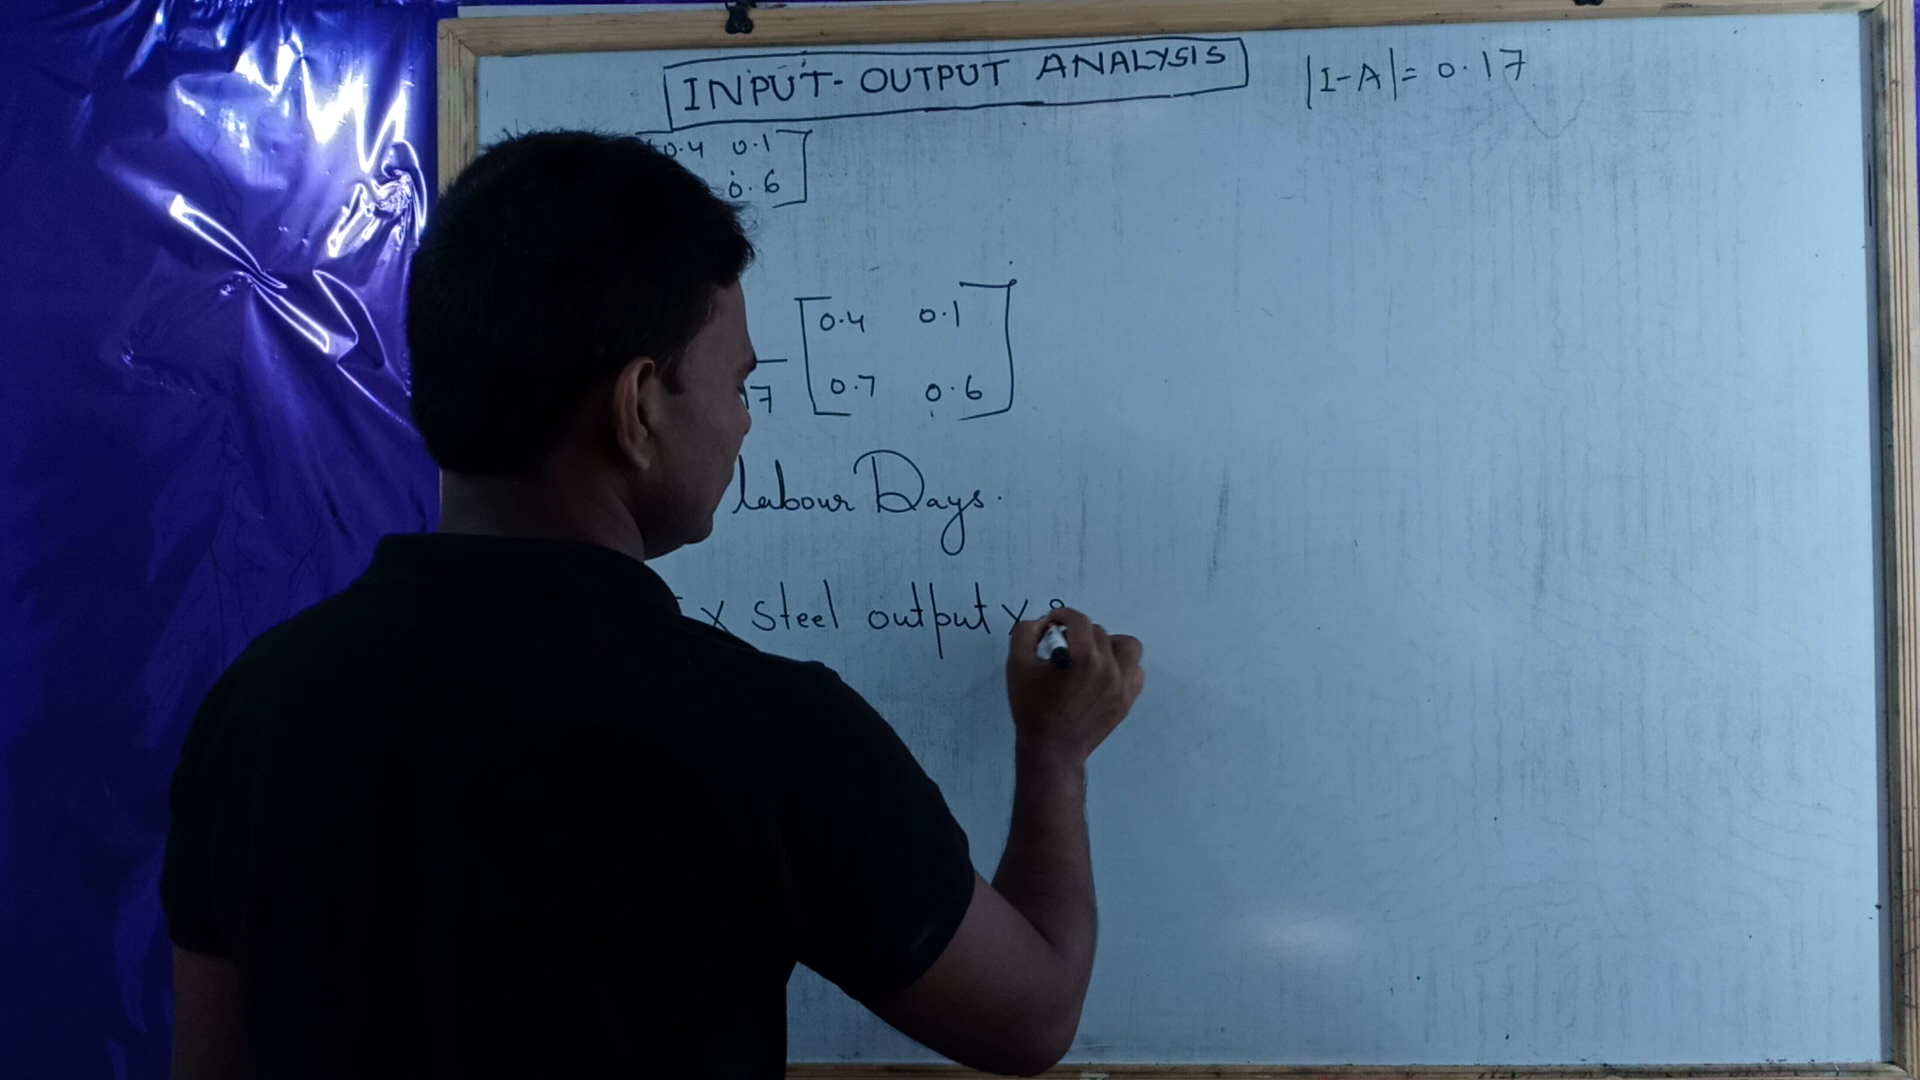 INPUT-OUTPUT ANALYSIS |I-A| = 0.17
0.4 0.1
0.6
0.4 0.1
7 0.7 0.6
labour Days.
x steel output x